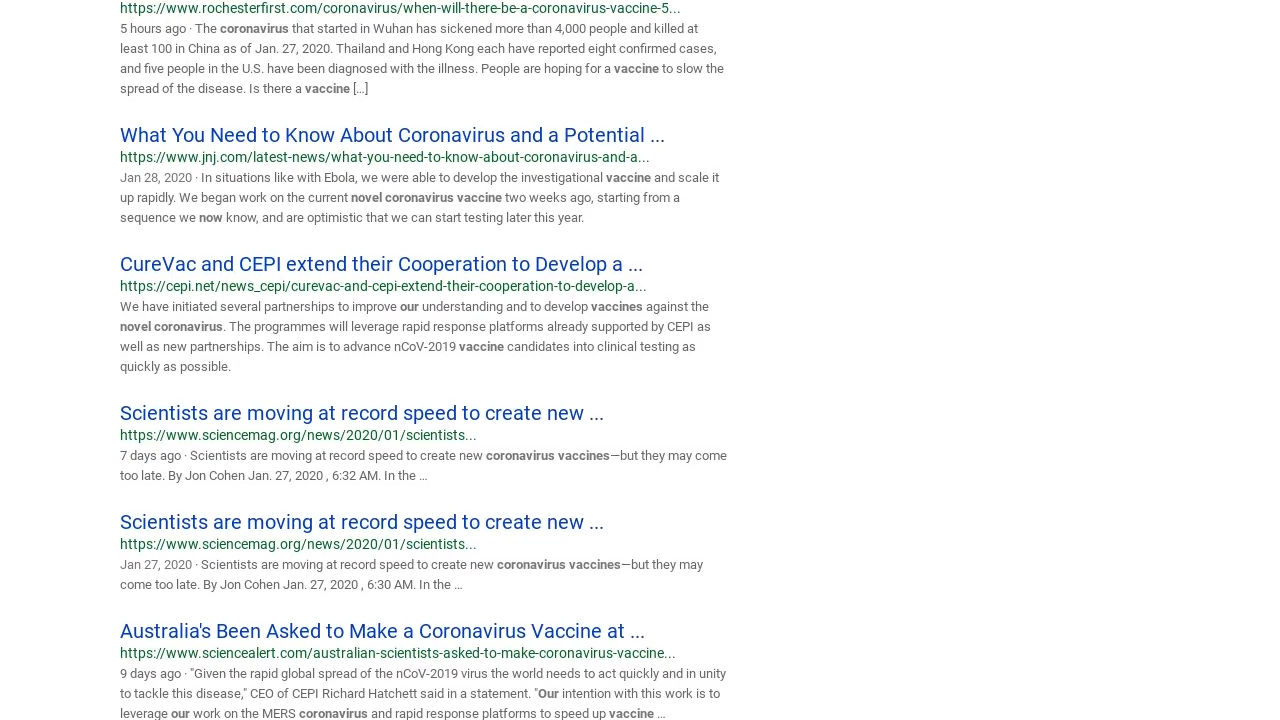 https://www.rochesterfirst.com/coronavirus/when-will-there-be-a-coronavirus-vaccine-5...
5 hours ago · The coronavirus that started in Wuhan has sickened more than 4,000 people and killed at
least 100 in China as of Jan. 27, 2020. Thailand and Hong Kong each have reported eight confirmed cases,
and five people in the U.S. have been diagnosed with the illness. People are hoping for a vaccine to slow the
spread of the disease. Is there a vaccine […]
What You Need to Know About Coronavirus and a Potential ...
https://www.jnj.com/latest-news/what-you-need-to-know-about-coronavirus-and-a...
Jan 28, 2020 · In situations like with Ebola, we were able to develop the investigational vaccine and scale it
up rapidly. We began work on the current novel coronavirus vaccine two weeks ago, starting from a
sequence we now know, and are optimistic that we can start testing later this year.
CureVac and CEPI extend their Cooperation to Develop a ...
https://cepi.net/news_cepi/curevac-and-cepi-extend-their-cooperation-to-develop-a...
We have initiated several partnerships to improve our understanding and to develop vaccines against the
novel coronavirus. The programmes will leverage rapid response platforms already supported by CEPI as
well as new partnerships. The aim is to advance nCoV-2019 vaccine candidates into clinical testing as
quickly as possible.
Scientists are moving at record speed to create new ...
https://www.sciencemag.org/news/2020/01/scientists...
7 days ago · Scientists are moving at record speed to create new coronavirus vaccines—but they may come
too late. By Jon Cohen Jan. 27, 2020 , 6:32 AM. In the …
Scientists are moving at record speed to create new ...
https://www.sciencemag.org/news/2020/01/scientists...
Jan 27, 2020 · Scientists are moving at record speed to create new coronavirus vaccines—but they may
come too late. By Jon Cohen Jan. 27, 2020 , 6:30 AM. In the …
Australia's Been Asked to Make a Coronavirus Vaccine at ...
https://www.sciencealert.com/australian-scientists-asked-to-make-coronavirus-vaccine...
9 days ago · "Given the rapid global spread of the nCoV-2019 virus the world needs to act quickly and in unity
to tackle this disease," CEO of CEPI Richard Hatchett said in a statement. "Our intention with this work is to
leverage our work on the MERS coronavirus and rapid response platforms to speed up vaccine …